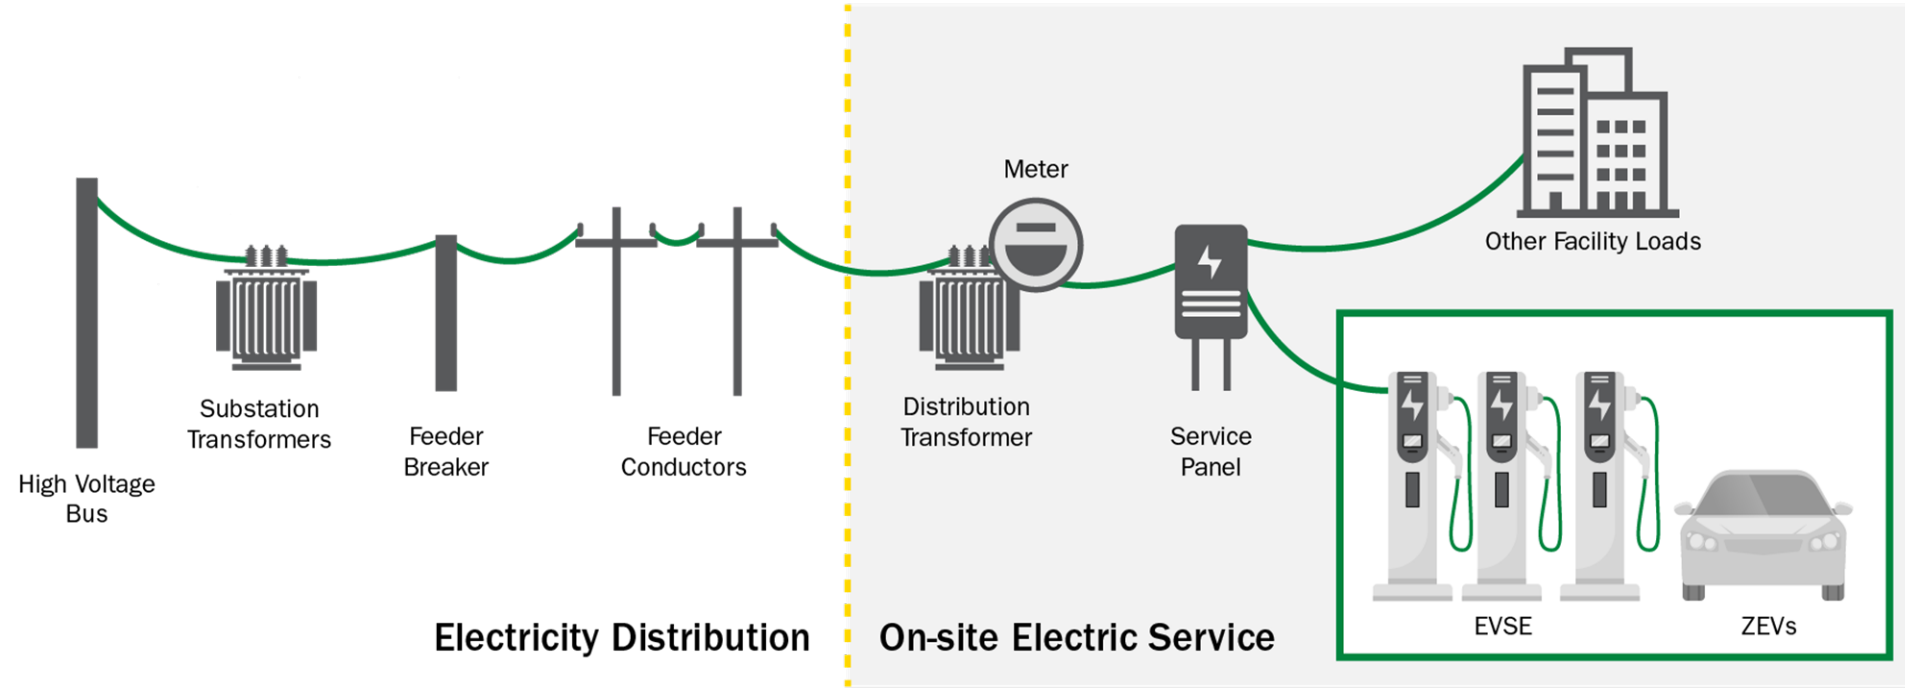 High Voltage
Bus
Substation
Transformers
Feeder
Breaker
Feeder
Conductors
Electricity Distribution
Meter
Distribution
Transformer
Service
Panel
Other Facility Loads
EVSE
ZEVs
On-site Electric Service